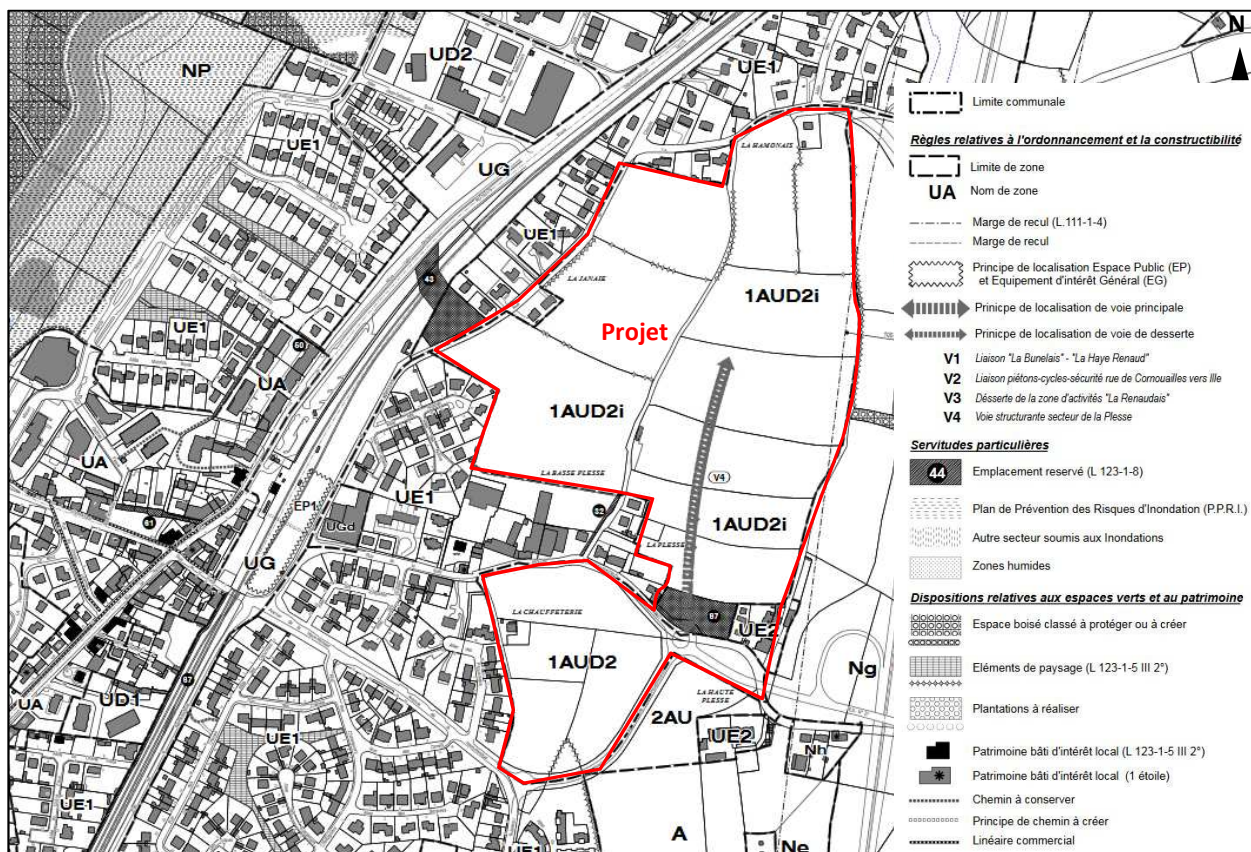 N
NP
UD2
UE1
UE1
UG
LA HAMONAIS
UE1
LA JANAIS
43
1AUD2i
Projet
UE1
50
UA
1AUD2i
UA
LA BASSE PLESSE
V4
UE1
EP1
UGd
52
61
1AUD2i
LA PLESSE
UG
67
UE2
LA CHAUFFETERIE
1AUD2
Ng
LA HAUTE PLESSE
67
UD1
UA
2AU
UE2
Nh
UE1
UE1
A
Ne
UE1
Limite communale
Règles relatives à l'ordonnancement et la constructibilité
Limite de zone
UA
Nom de zone
Marge de recul (L.111-1-4)
Marge de recul
Principe de localisation Espace Public (EP)
et Equipement d'intérêt Général (EG)
Prinicpe de localisation de voie principale
Prinicpe de localisation de voie de desserte
V1 Liaison "La Bunelais" - "La Haye Renaud"
V2 Liaison piétons-cycles-sécurité rue de Cornouailles vers Ille
V3 Désserte de la zone d'activités "La Renaudais"
V4 Voie structurante secteur de la Plesse
Servitudes particulières
44
Emplacement reservé (L 123-1-8)
Plan de Prévention des Risques d'Inondation (P.P.R.I.)
Autre secteur soumis aux Inondations
Zones humides
Dispositions relatives aux espaces verts et au patrimoine
Espace boisé classé à protéger ou à créer
Eléments de paysage (L 123-1-5 III 2°)
Plantations à réaliser
Patrimoine bâti d'intérêt local (L 123-1-5 III 2°)
Patrimoine bâti d'intérêt local (1 étoile)
Chemin à conserver
Principe de chemin à créer
Linéaire commercial